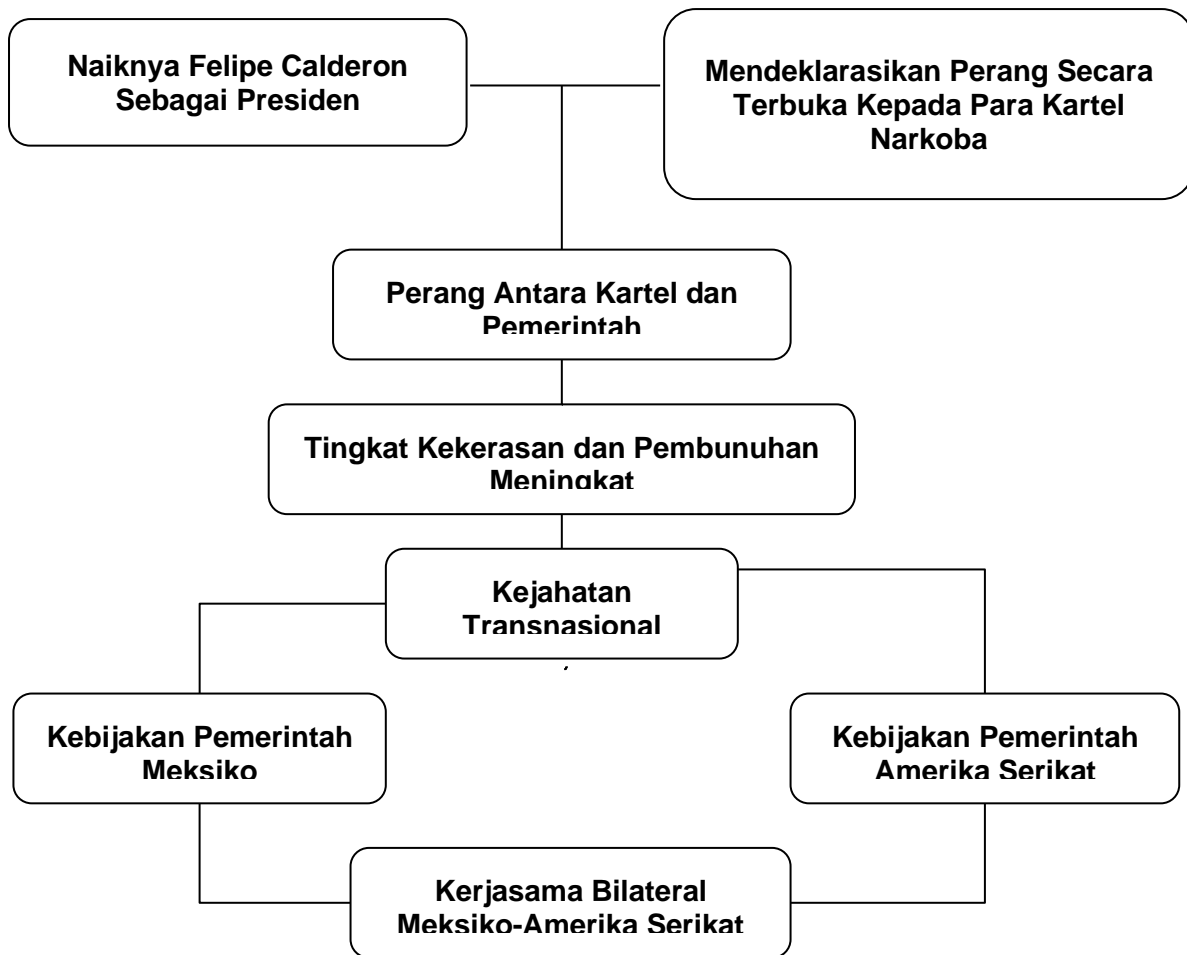 Naiknya Felipe Calderon
Sebagai Presiden
Mendeklarasikan Perang Secara
Terbuka Kepada Para Kartel
Narkoba
Perang Antara Kartel dan
Pemerintah
Tingkat Kekerasan dan Pembunuhan
Meningkat
Kejahatan
Transnasional
Kebijakan Pemerintah
Meksiko
Kebijakan Pemerintah
Amerika Serikat
Kerjasama Bilateral
Meksiko-Amerika Serikat